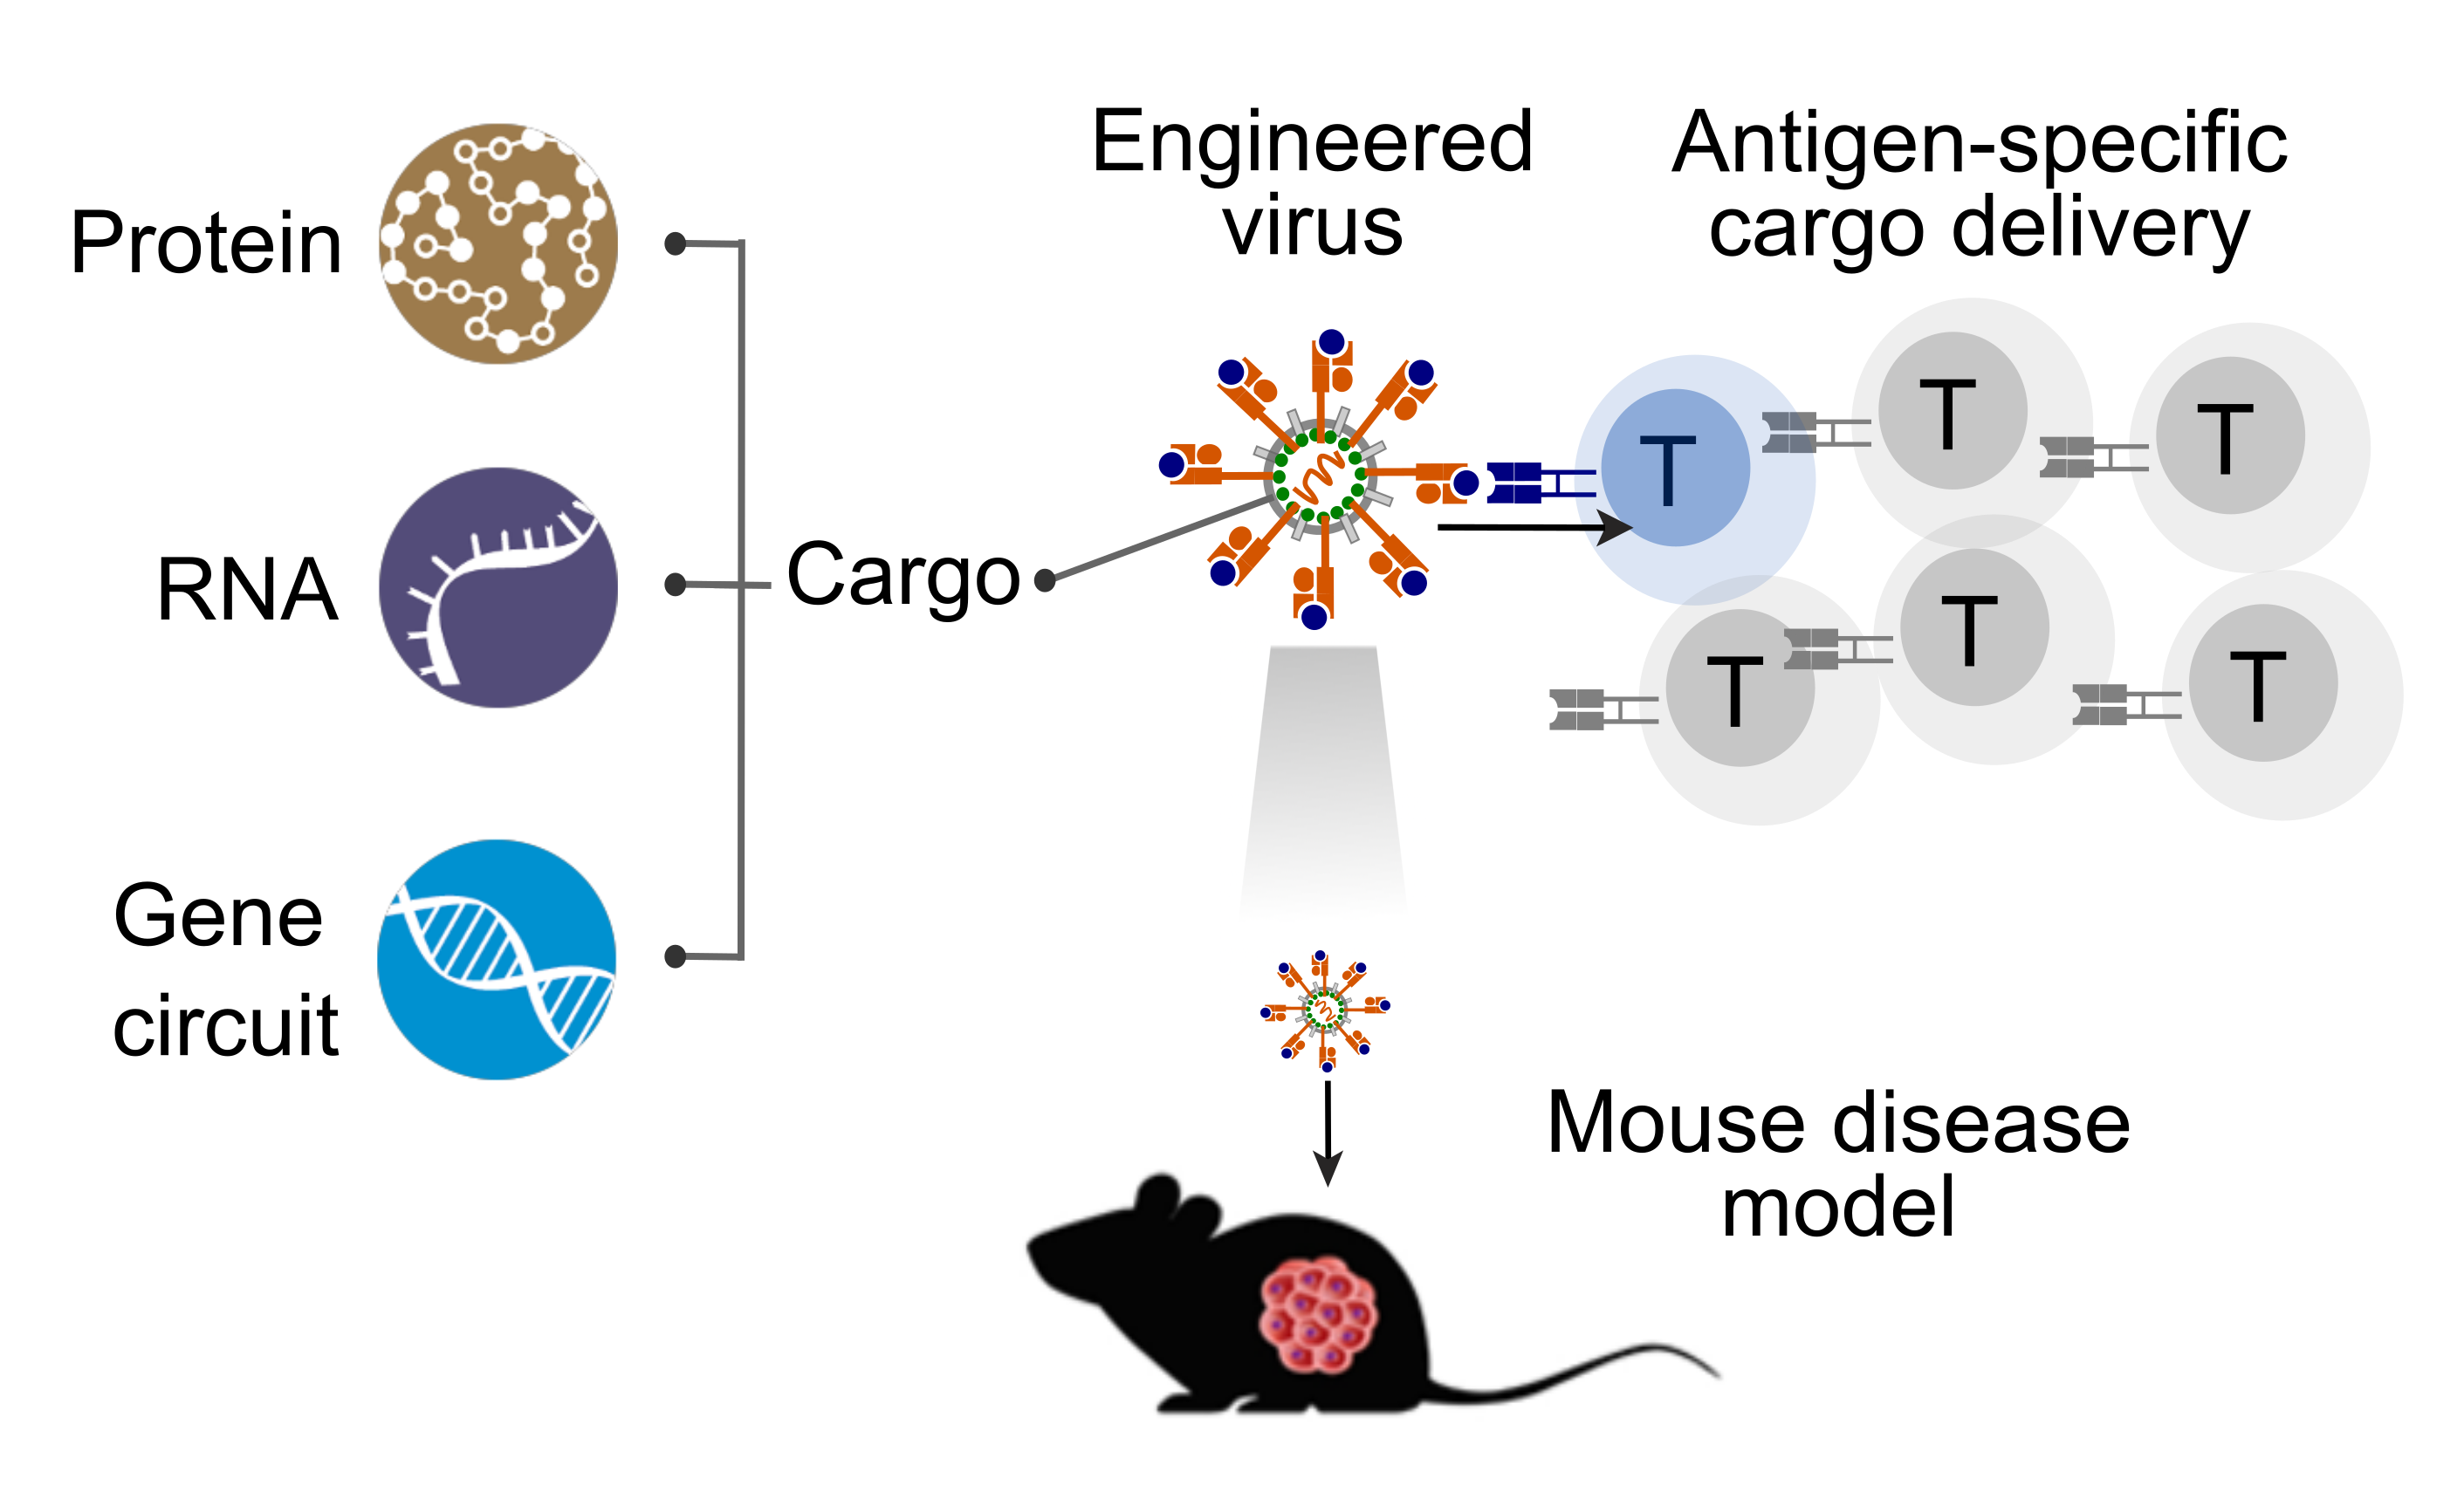 Protein
RNA
Gene
circuit
Cargo
Engineered
virus
Antigen-specific
cargo delivery
T
T
T
T
T
T
Mouse disease
model